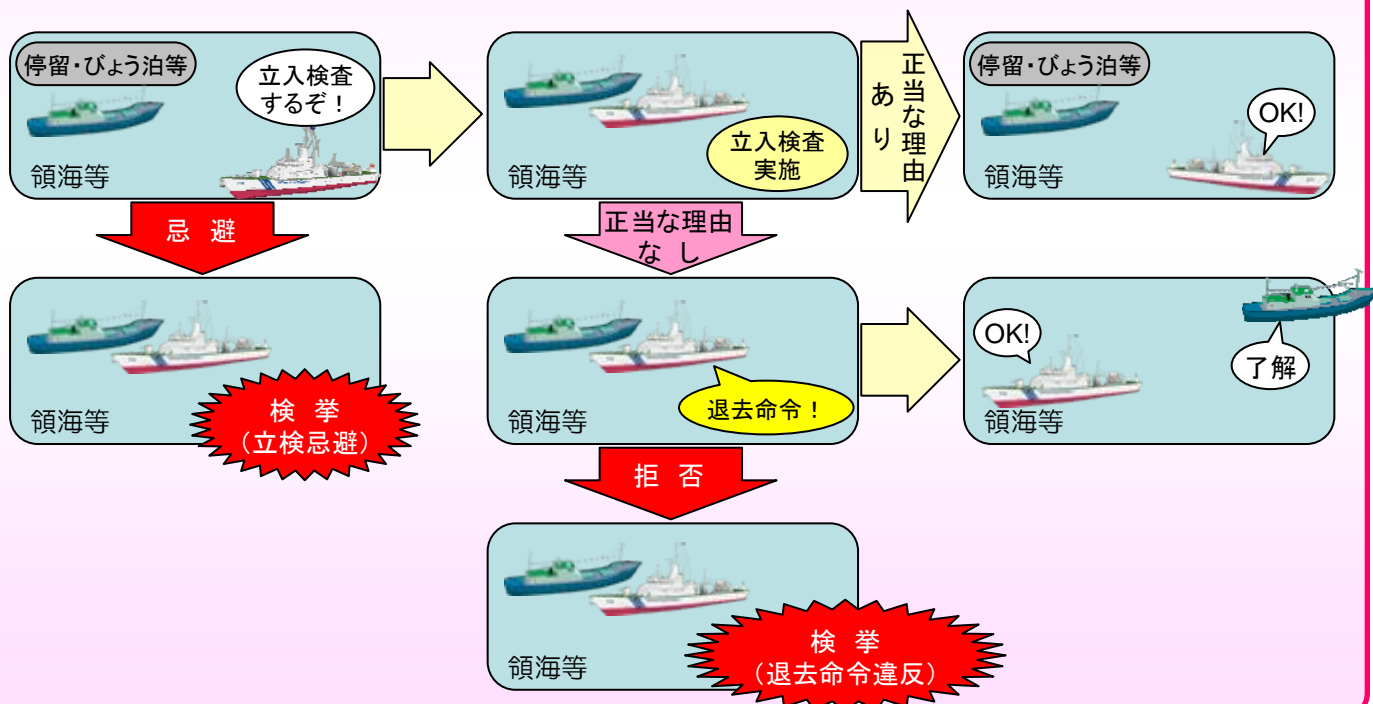 停留・びょう泊等
立入検査
するぞ!
領海等
立入検査
実施
領海等
正当な理由
あり
停留・びょう泊等
OK!
領海等
忌 避
正当な理由
な し
検 挙
(立検忌避)
領海等
退去命令!
領海等
OK!
了解
領海等
拒 否
検 挙
(退去命令違反)
領海等